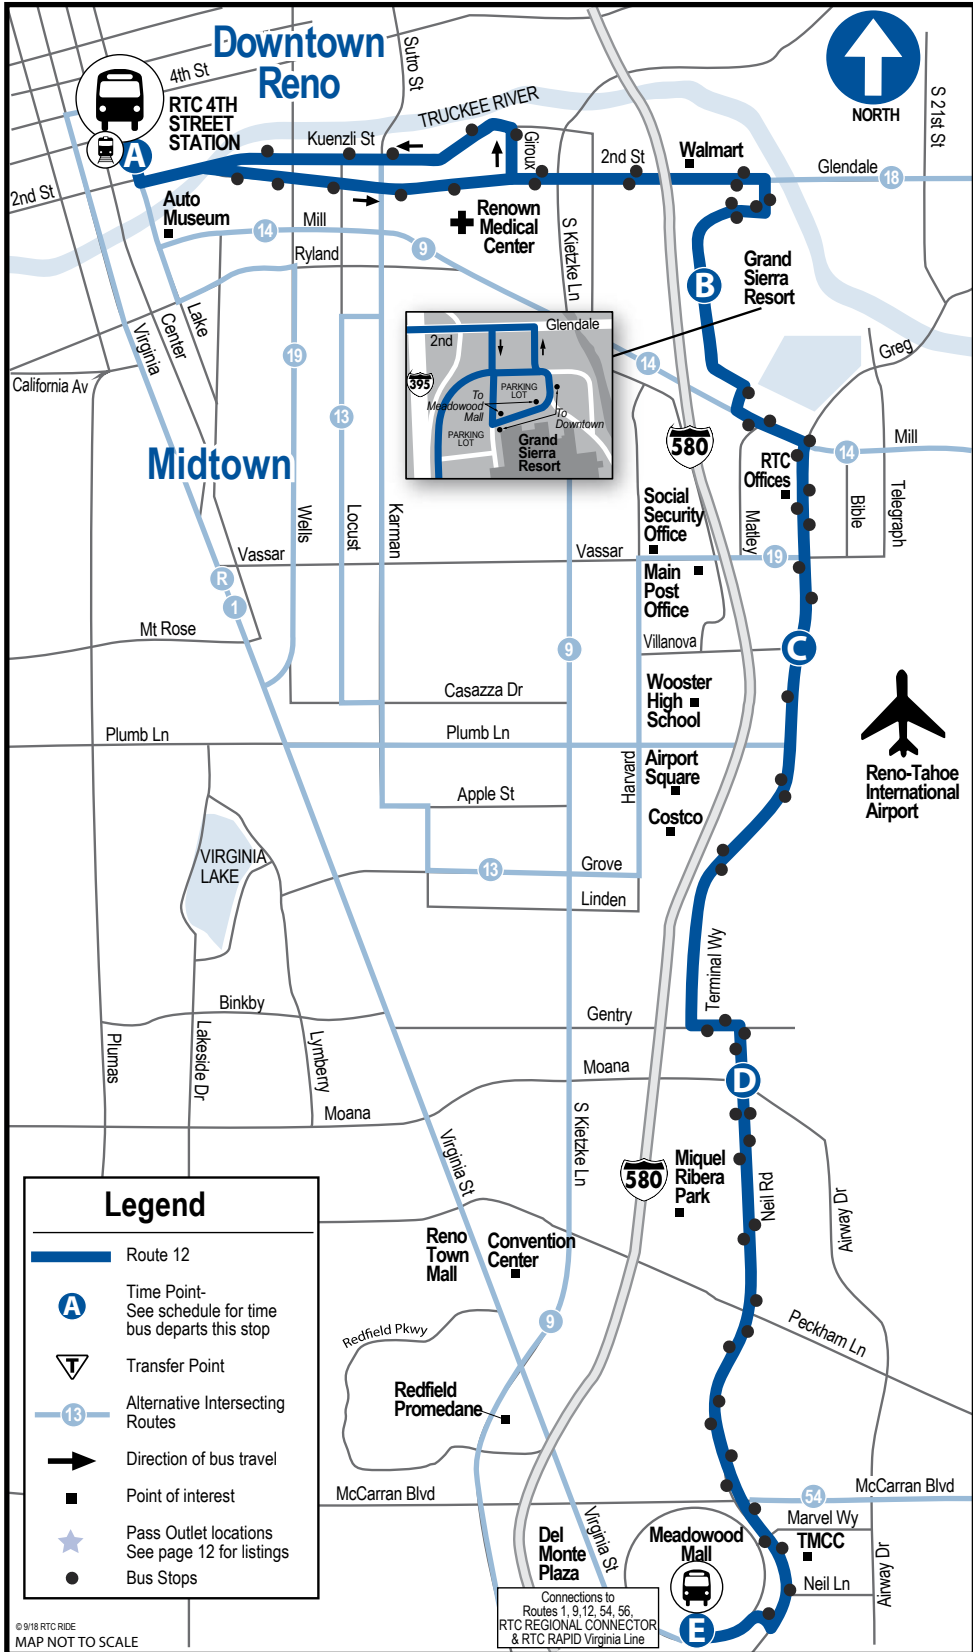 Downtown
Reno
4th St
RTC 4TH
STREET
STATION
A
Sutro St
TRUCKEE RIVER
Kuenzli St
Giroux
2nd St
Walmart
NORTH
S 21st St
Glendale
18
2nd St
Auto
Museum
Mill
14
Ryland
9
Renown
Medical
Center
S Kietzke Ln
B
Grand
Sierra
Resort
Lake
Center
Virginia
19
13
California Av
Glendale
2nd
395
PARKING
LOT
To
Meadowood
Mall
To
Downtown
PARKING
LOT
Grand
Sierra
Resort
14
Greg
580
14
Mill
Midtown
RTC
Offices
Social
Security
Office
Matley
Bible
Telegraph
Wells
Locust
Karman
Vassar
Vassar
19
Main
Post
Office
R
1
Mt Rose
Villanova
C
9
Casazza Dr
Wooster
High
School
Plumb Ln
Plumb Ln
Airport
Square
Harvard
Reno-Tahoe
International
Airport
Apple St
Costco
VIRGINIA
LAKE
13
Grove
Linden
Terminal Wy
Binkby
Gentry
Plumas
Lakeside Dr
Lymberry
Moana
Moana
D
Virginia St
S Kietzke Ln
580
Miquel
Ribera
Park
Neil Rd
Airway Dr
Reno
Town
Mall
Convention
Center
Peckham Ln
Redfield Pkwy
9
Redfield
Promedane
McCarran Blvd
54
McCarran Blvd
Marvel Wy
TMCC
Neil Ln
Airway Dr
Virginia St
Del
Monte
Plaza
Meadowood
Mall
E
Connections to
Routes 1, 9,12, 54, 56,
RTC REGIONAL CONNECTOR
& RTC RAPID Virginia Line
Legend
Route 12
A
Time Point-
See schedule for time
bus departs this stop
T
Transfer Point
13
Alternative Intersecting
Routes
Direction of bus travel
Point of interest
Pass Outlet locations
See page 12 for listings
Bus Stops
© 9/18 RTC RIDE
MAP NOT TO SCALE